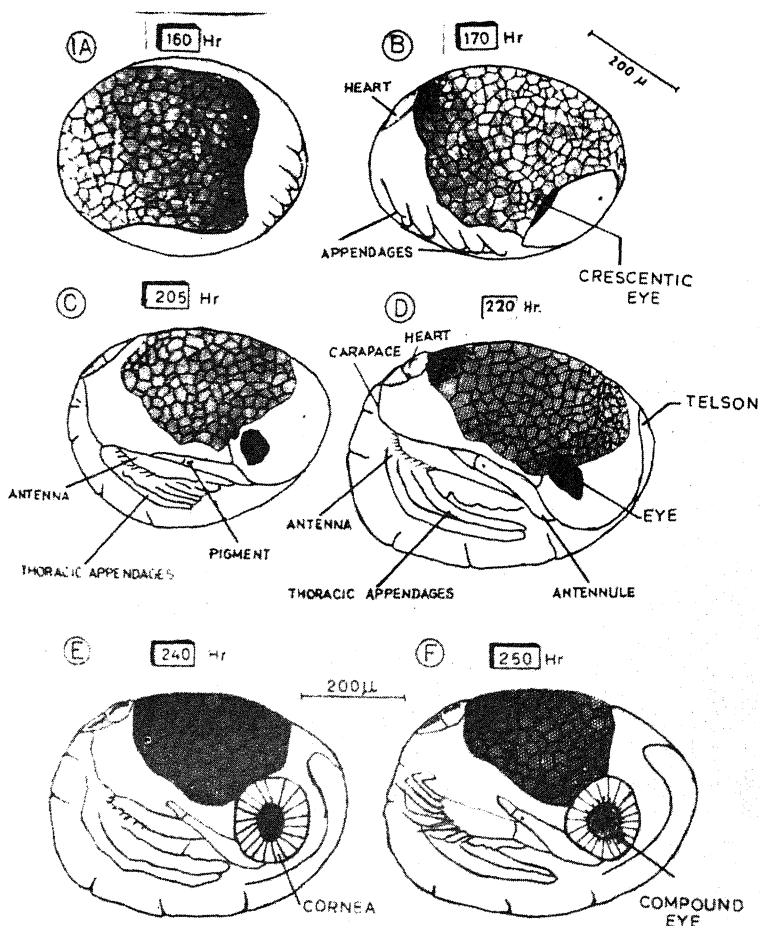 1A 160 Hr
B 170 Hr
200 μ
HEART
APPENDAGES
CRESCENTIC
EYE
C 205 Hr
D 220 Hr.
HEART
CARAPACE
TELSON
ANTENNA
PIGMENT
THORACIC APPENDAGES
ANTENNA
EYE
THORACIC APPENDAGES
ANTENNULE
E 240 Hr
F 250 Hr
200μ
CORNEA
COMPOUND
EYE